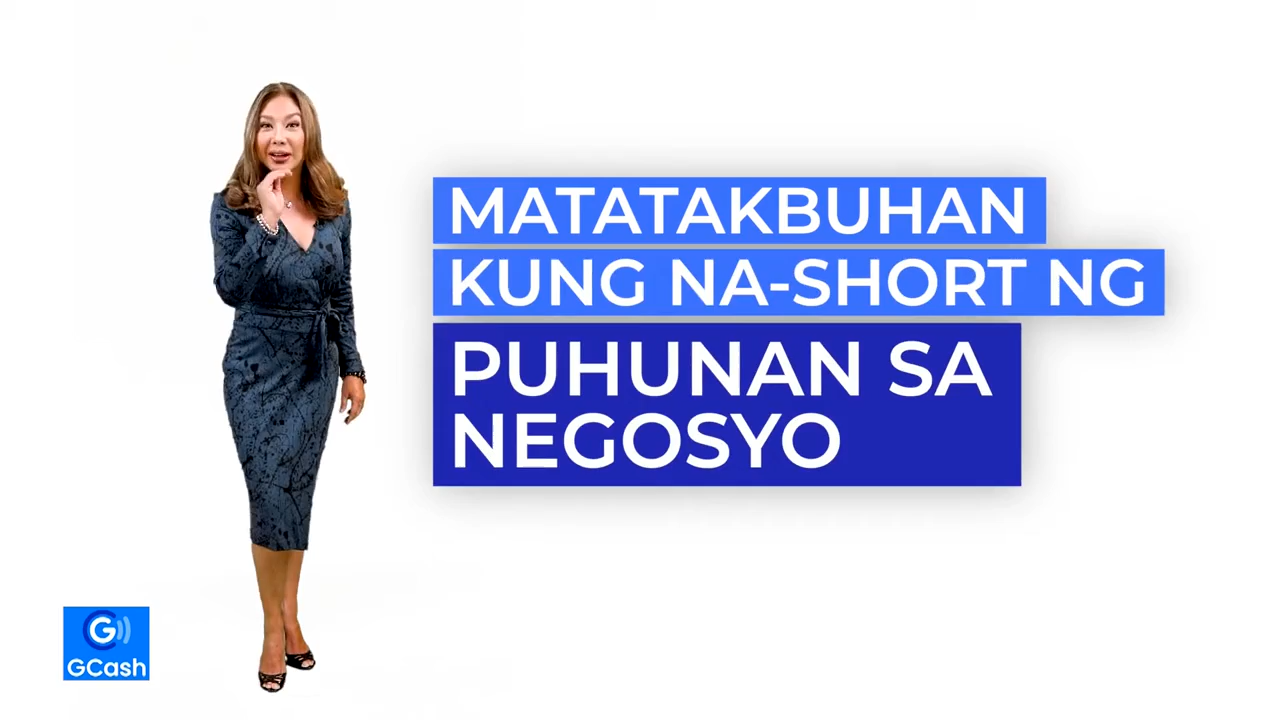 MATATAKBUHAN
KUNG NA-SHORT NG
PUHUNAN SA
NEGOSYO
G
GCash